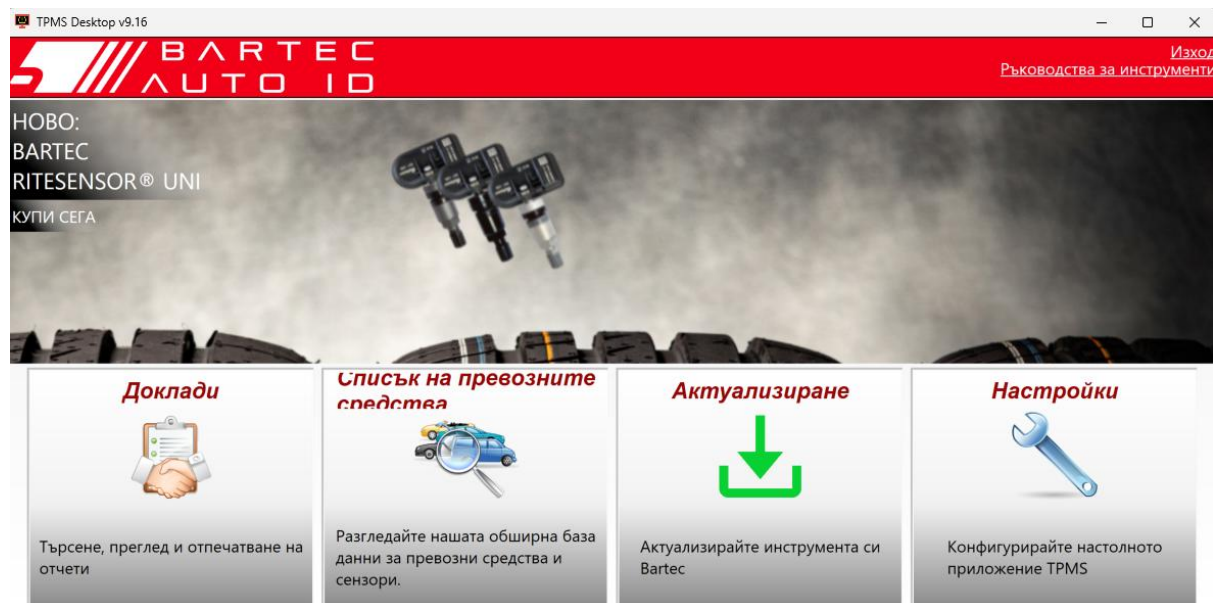 TPMS Desktop v9.16
BARTEC
AUTO ID
Изход
Ръководства за инструменти
НОВО:
BARTEC
RITESENSOR® UNI
КУПИ СЕГА
Доклади
Търсене, преглед и отпечатване на
отчети
Списък на превозните
средства
Разгледайте нашата обширна база
данни за превозни средства и
сензори.
Актуализиране
Актуализирайте инструмента си
Bartec
Настройки
Конфигурирайте настолното
приложение TPMS